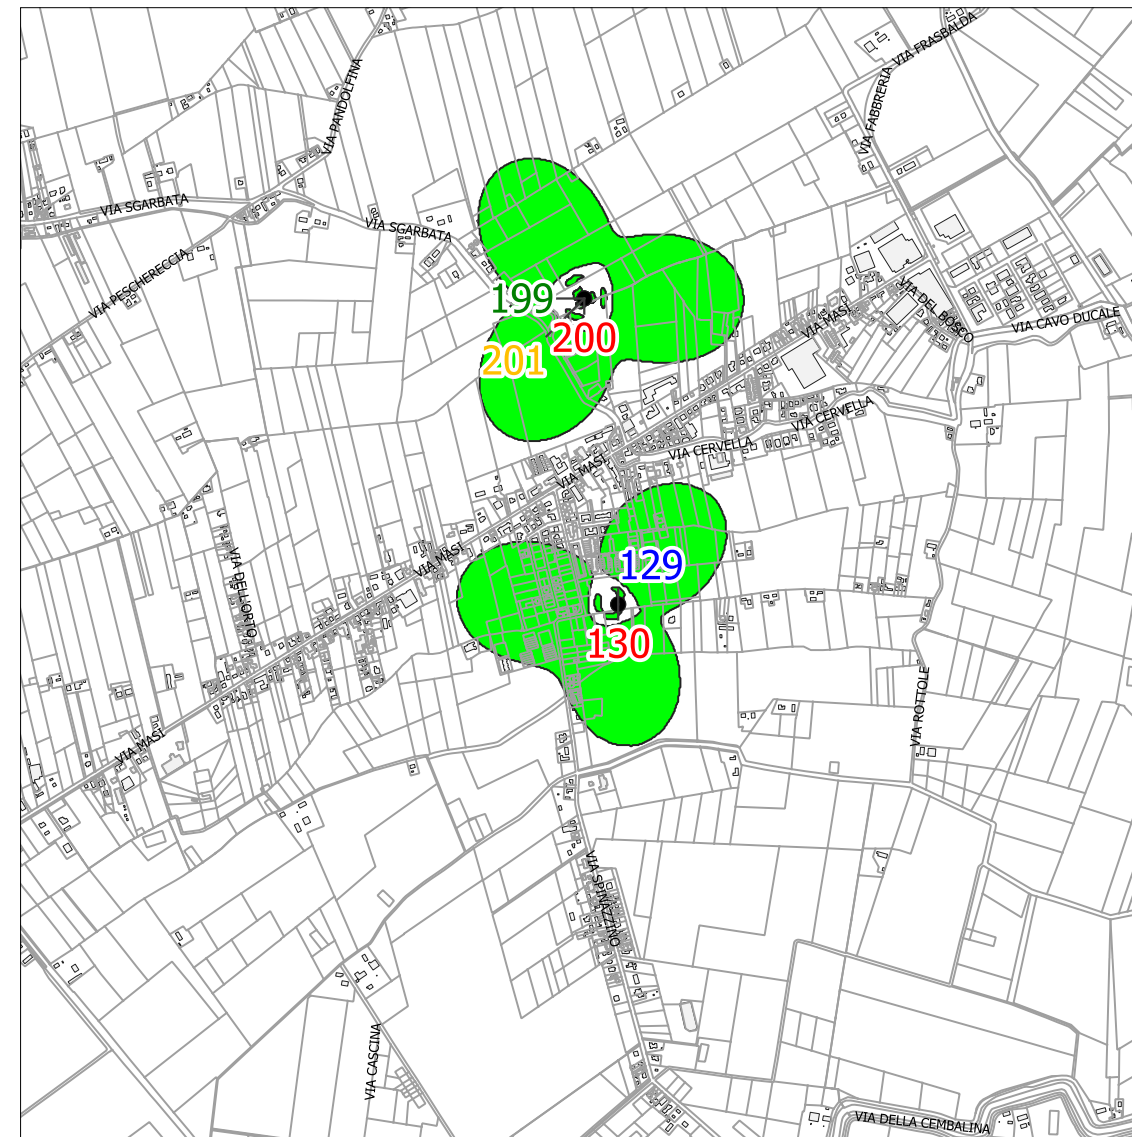 VIA FRASBALDA
VIA PANDOLFINA
VIA FABBRERIA
VIA SGARBATA
VIA SGARBATA
VIA PESCHERECCIA
199
VIA DEL BOSCO
VIA CAVO DUCALE
VIA MASI
200
201
VIA CERVELLA
VIA CERVELLA
VIA MASI
VIA MASI
129
VIA DELL'ORTO
130
VIA ROTTOLE
VIA MASI
VIA SPINAZZINO
VIA CASCINA
VIA DELLA CEMBALINA